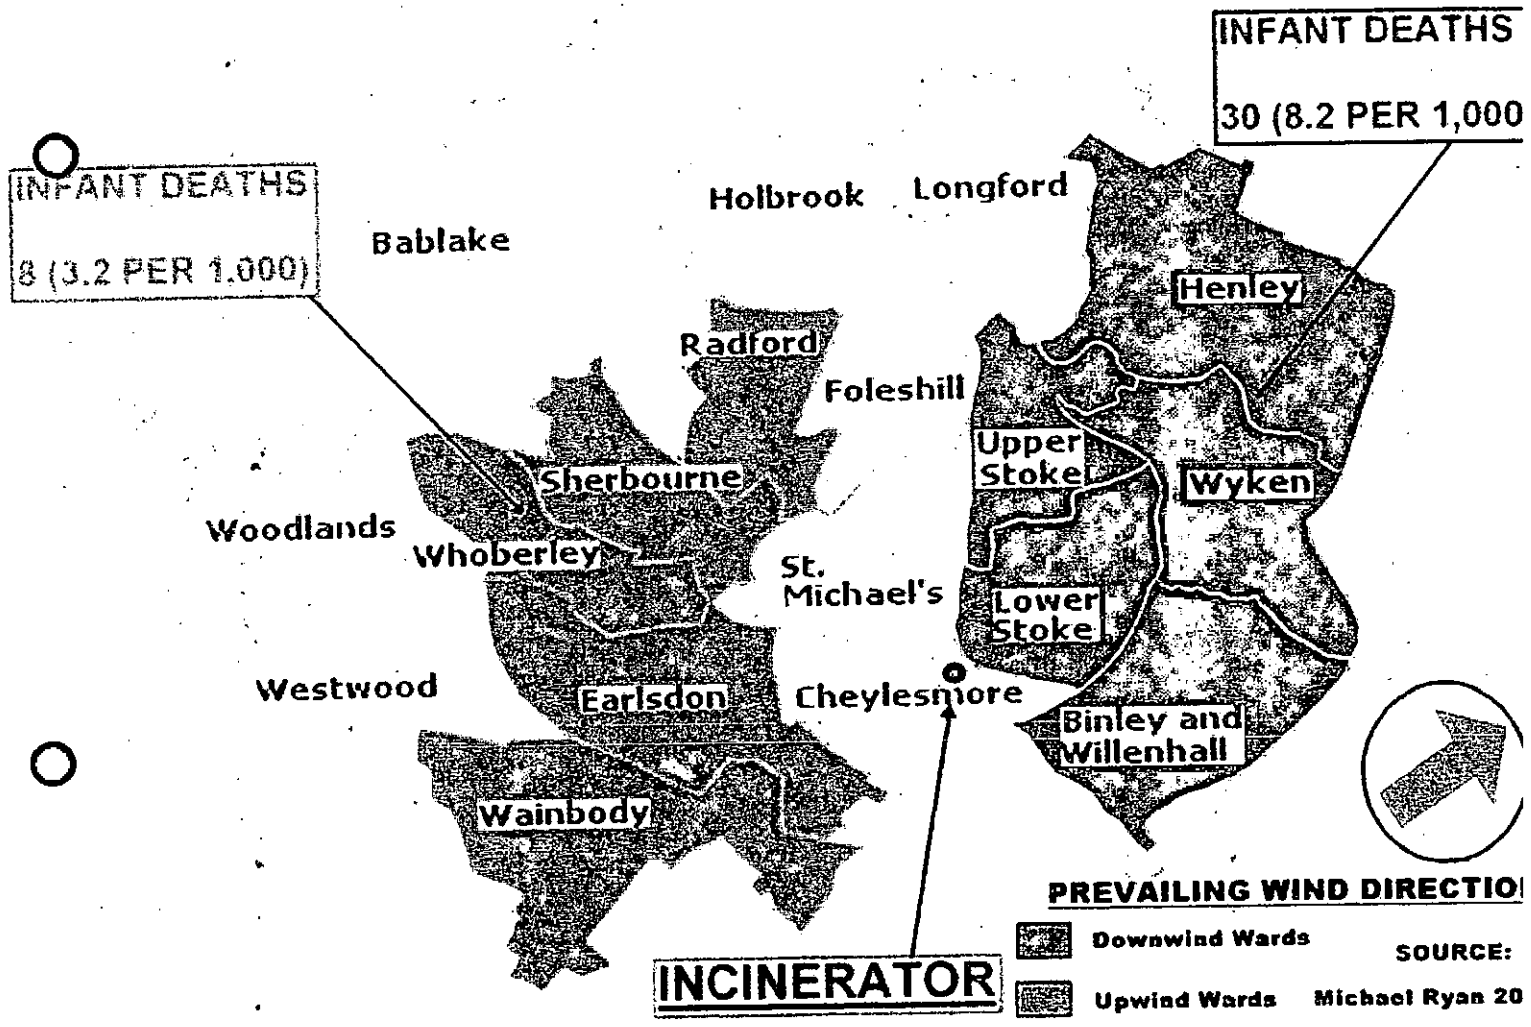 INFANT DEATHS
30 (8.2 PER 1,000
INFANT DEATHS
8 (3.2 PER 1.000)
Holbrook
Longford
Bablake
Henley
Radford
Foleshill
Upper
Stoke
Sherbourne
Wyken
Woodlands
Whoberley
St.
Michael's
Lower
Stoke
Westwood
Earlsdon
Cheylesmore
Binley and
Willenhall
Wainbody
PREVAILING WIND DIRECTIO
Downwind Wards
SOURCE:
INCINERATOR
Upwind Wards
Michael Ryan 20